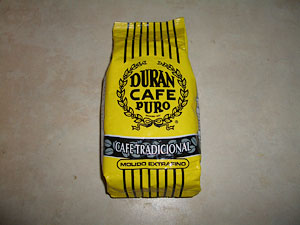 DURAN
CAFE
PURO
CAFE TRADICIONAL
MOLIDO EXTRAFINO